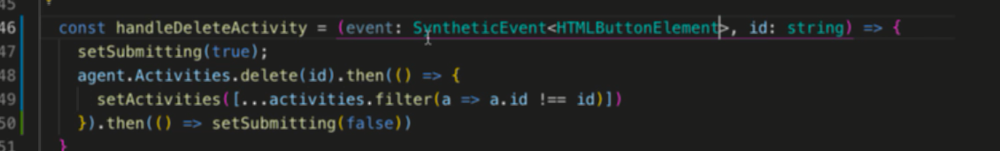 45
46 const handleDeleteActivity = (event: SyntheticEvent<HTMLButtonElement>, id: string) => {
47 setSubmitting(true);
48 agent.Activities.delete(id).then(() => {
49 setActivities([...activities.filter(a => a.id !== id)])
50 }).then(() => setSubmitting(false))
51 }